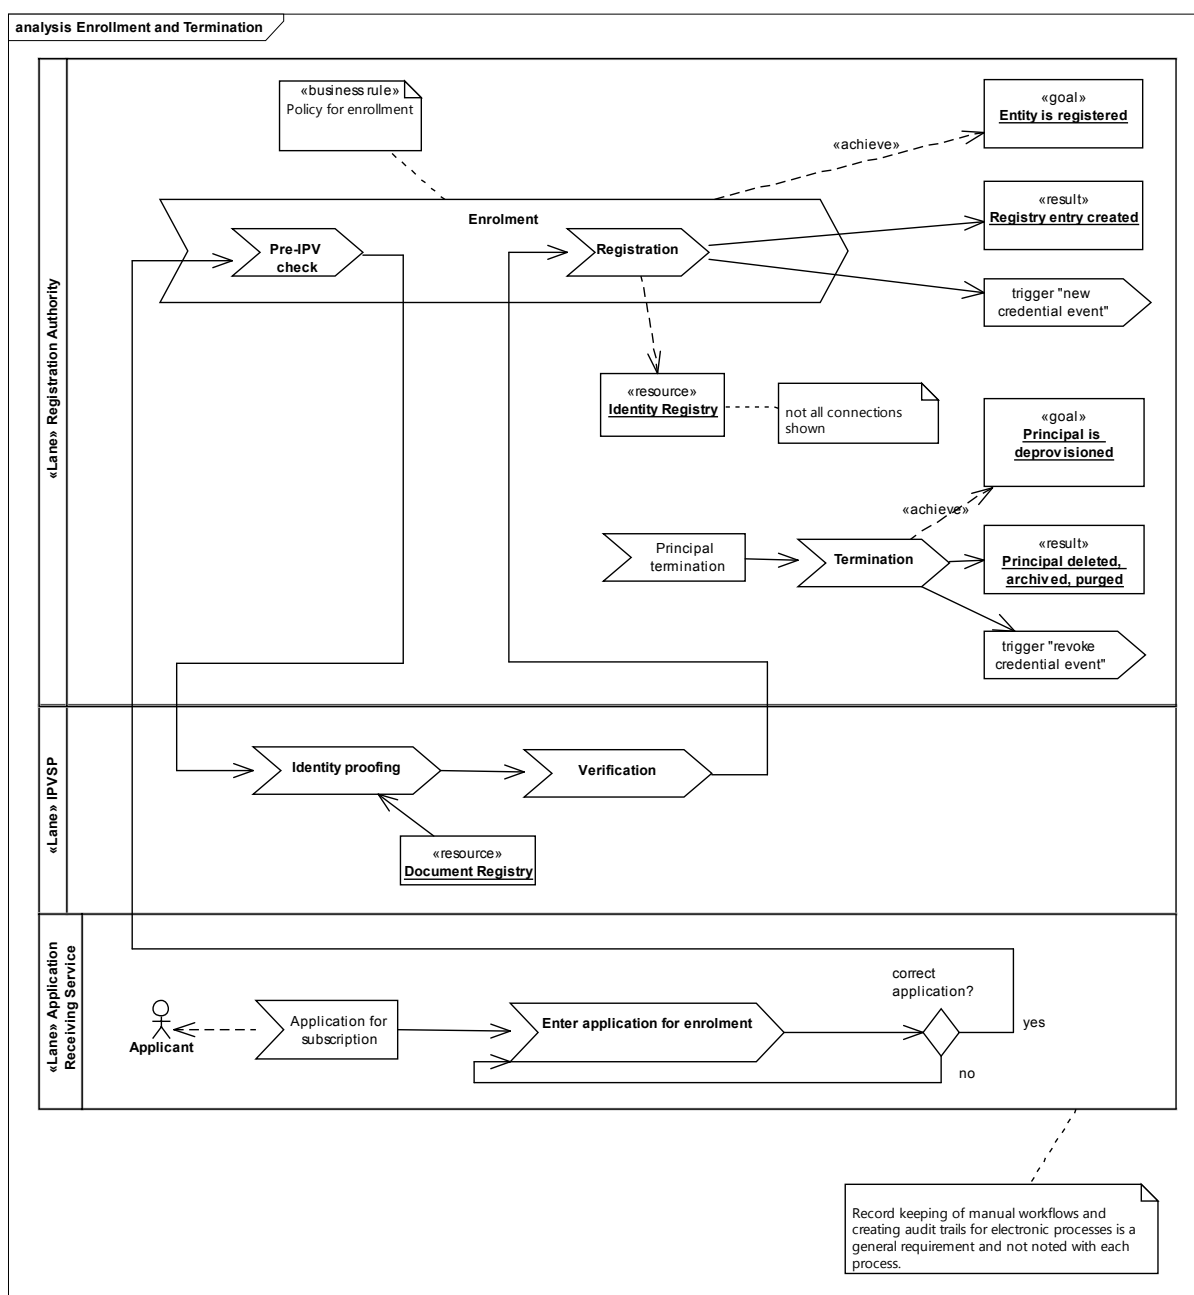 analysis Enrollment and Termination
«Lane» Registration Authority
«business rule»
Policy for enrollment
«goal»
Entity is registered
«achieve»
Enrolment
«result»
Registry entry created
Pre-IPV
check
Registration
trigger "new
credential event"
«resource»
Identity Registry
not all connections
shown
«goal»
Principal is
deprovisioned
«achieve»
Principal
termination
Termination
«result»
Principal deleted,
archived, purged
trigger "revoke
credential event"
«Lane» IPVSP
Identity proofing
Verification
«resource»
Document Registry
«Lane» Application
Receiving Service
correct
application?
Applicant
Application for
subscription
Enter application for enrolment
yes
no
Record keeping of manual workflows and
creating audit trails for electronic processes is a
general requirement and not noted with each
process.